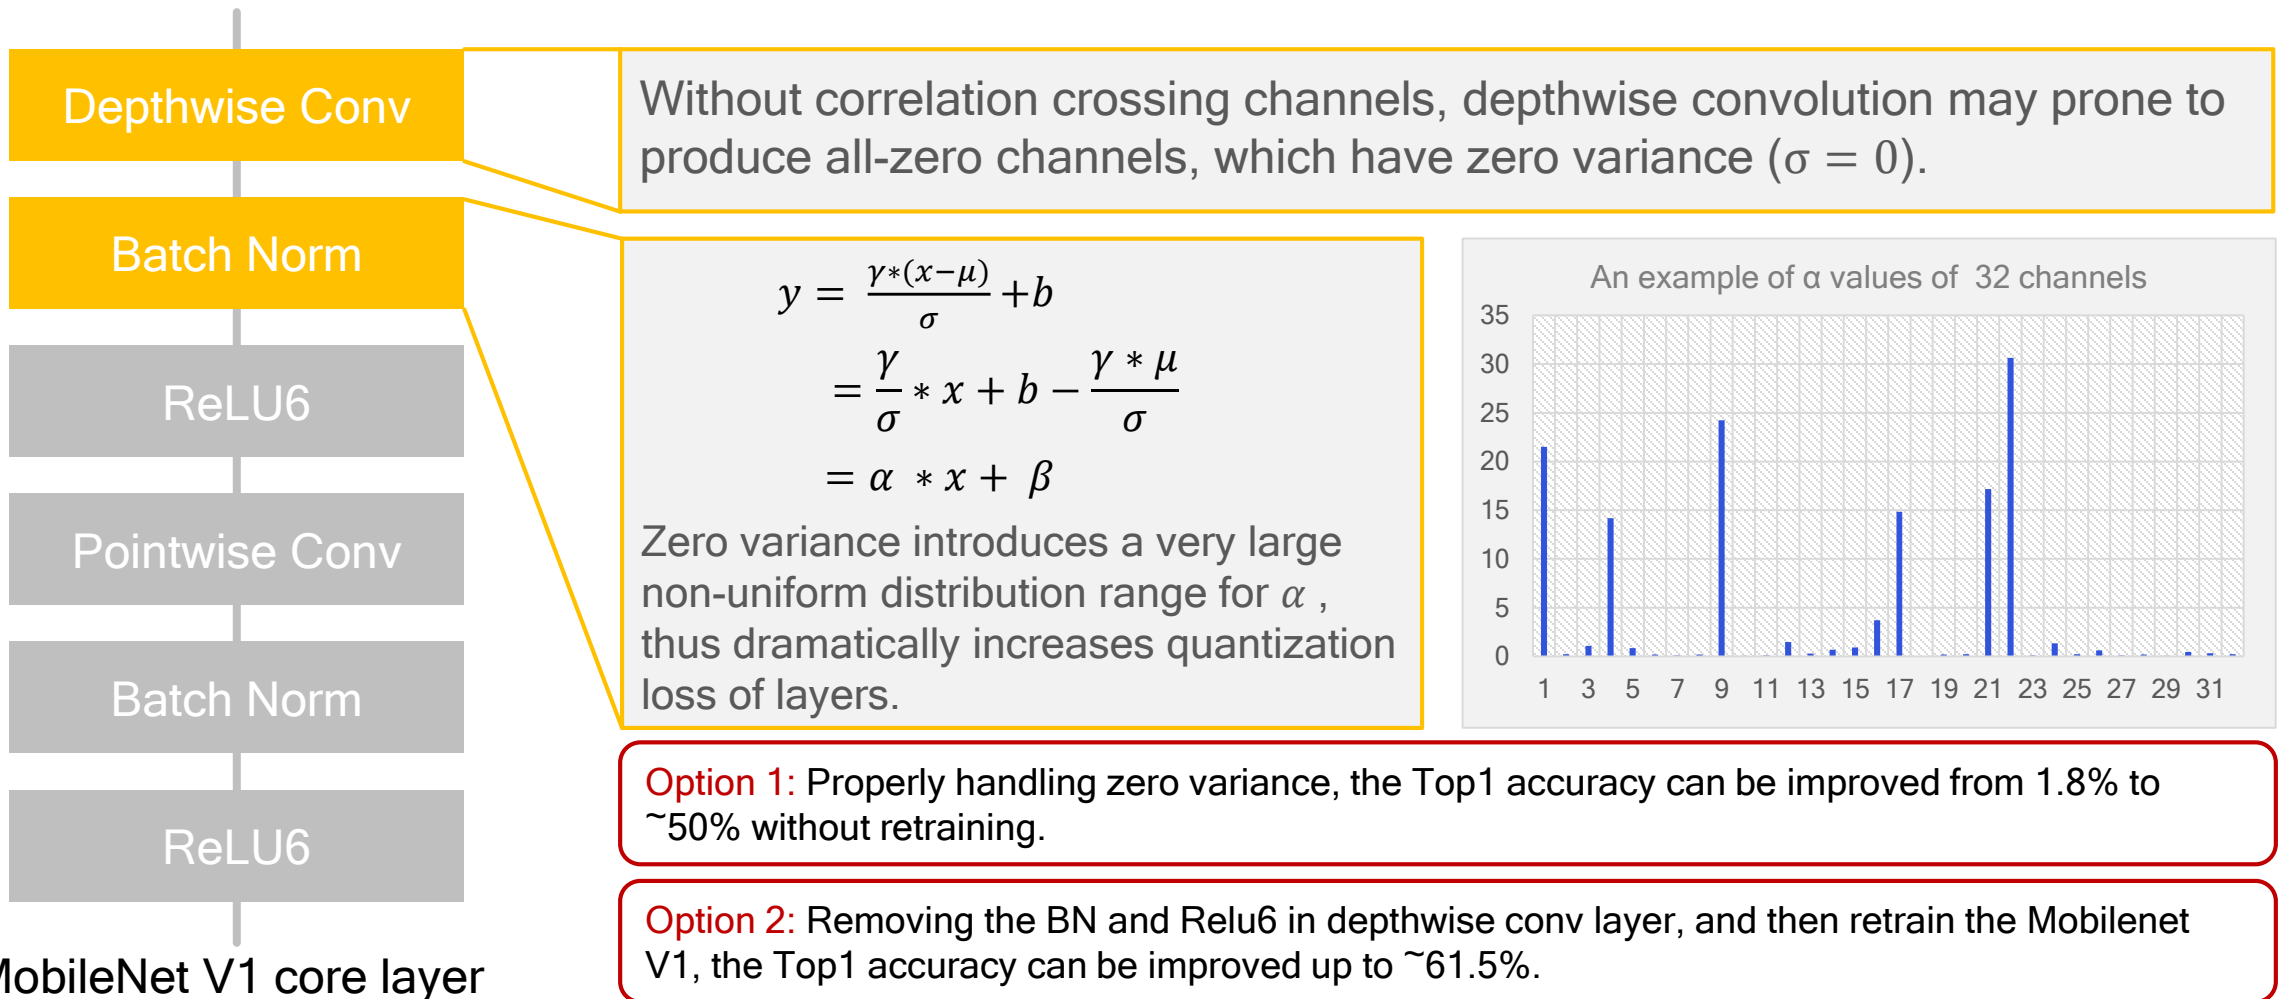 Depthwise Conv
Batch Norm
ReLU6
Pointwise Conv
Batch Norm
ReLU6
MobileNet V1 core layer
Without correlation crossing channels, depthwise convolution may prone to
produce all-zero channels, which have zero variance (σ = 0).
y = γ*(x−μ)/σ +b
= γ/σ * x + b − γ * μ/σ
= α * x + β
Zero variance introduces a very large
non-uniform distribution range for α ,
thus dramatically increases quantization
loss of layers.
An example of α values of 32 channels
35
30
25
20
15
10
5
0
1 3 5 7 9 11 13 15 17 19 21 23 25 27 29 31
Option 1: Properly handling zero variance, the Top1 accuracy can be improved from 1.8% to
~50% without retraining.
Option 2: Removing the BN and Relu6 in depthwise conv layer, and then retrain the Mobilenet
V1, the Top1 accuracy can be improved up to ~61.5%.